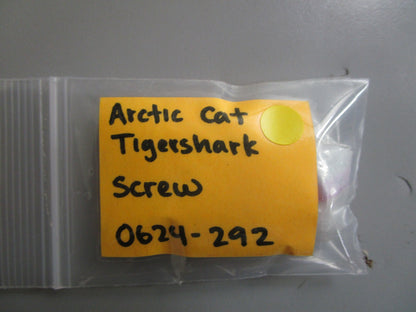 Arctic Cat
Tigershark
Screw
0624-292